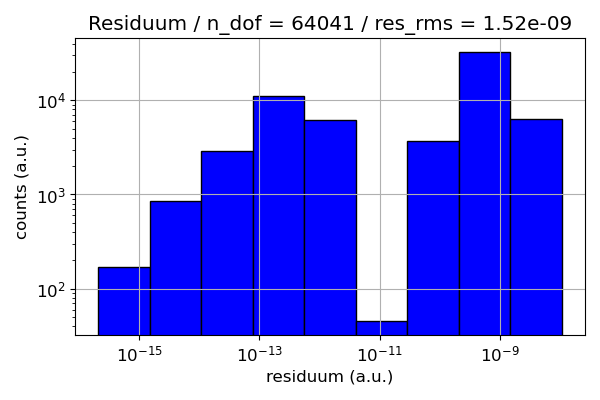 Residuum / n_dof = 64041 / res_rms = 1.52e-09
counts (a.u.)
10⁴
10³
10²
10⁻¹⁵ 10⁻¹³ 10⁻¹¹ 10⁻⁹
residuum (a.u.)